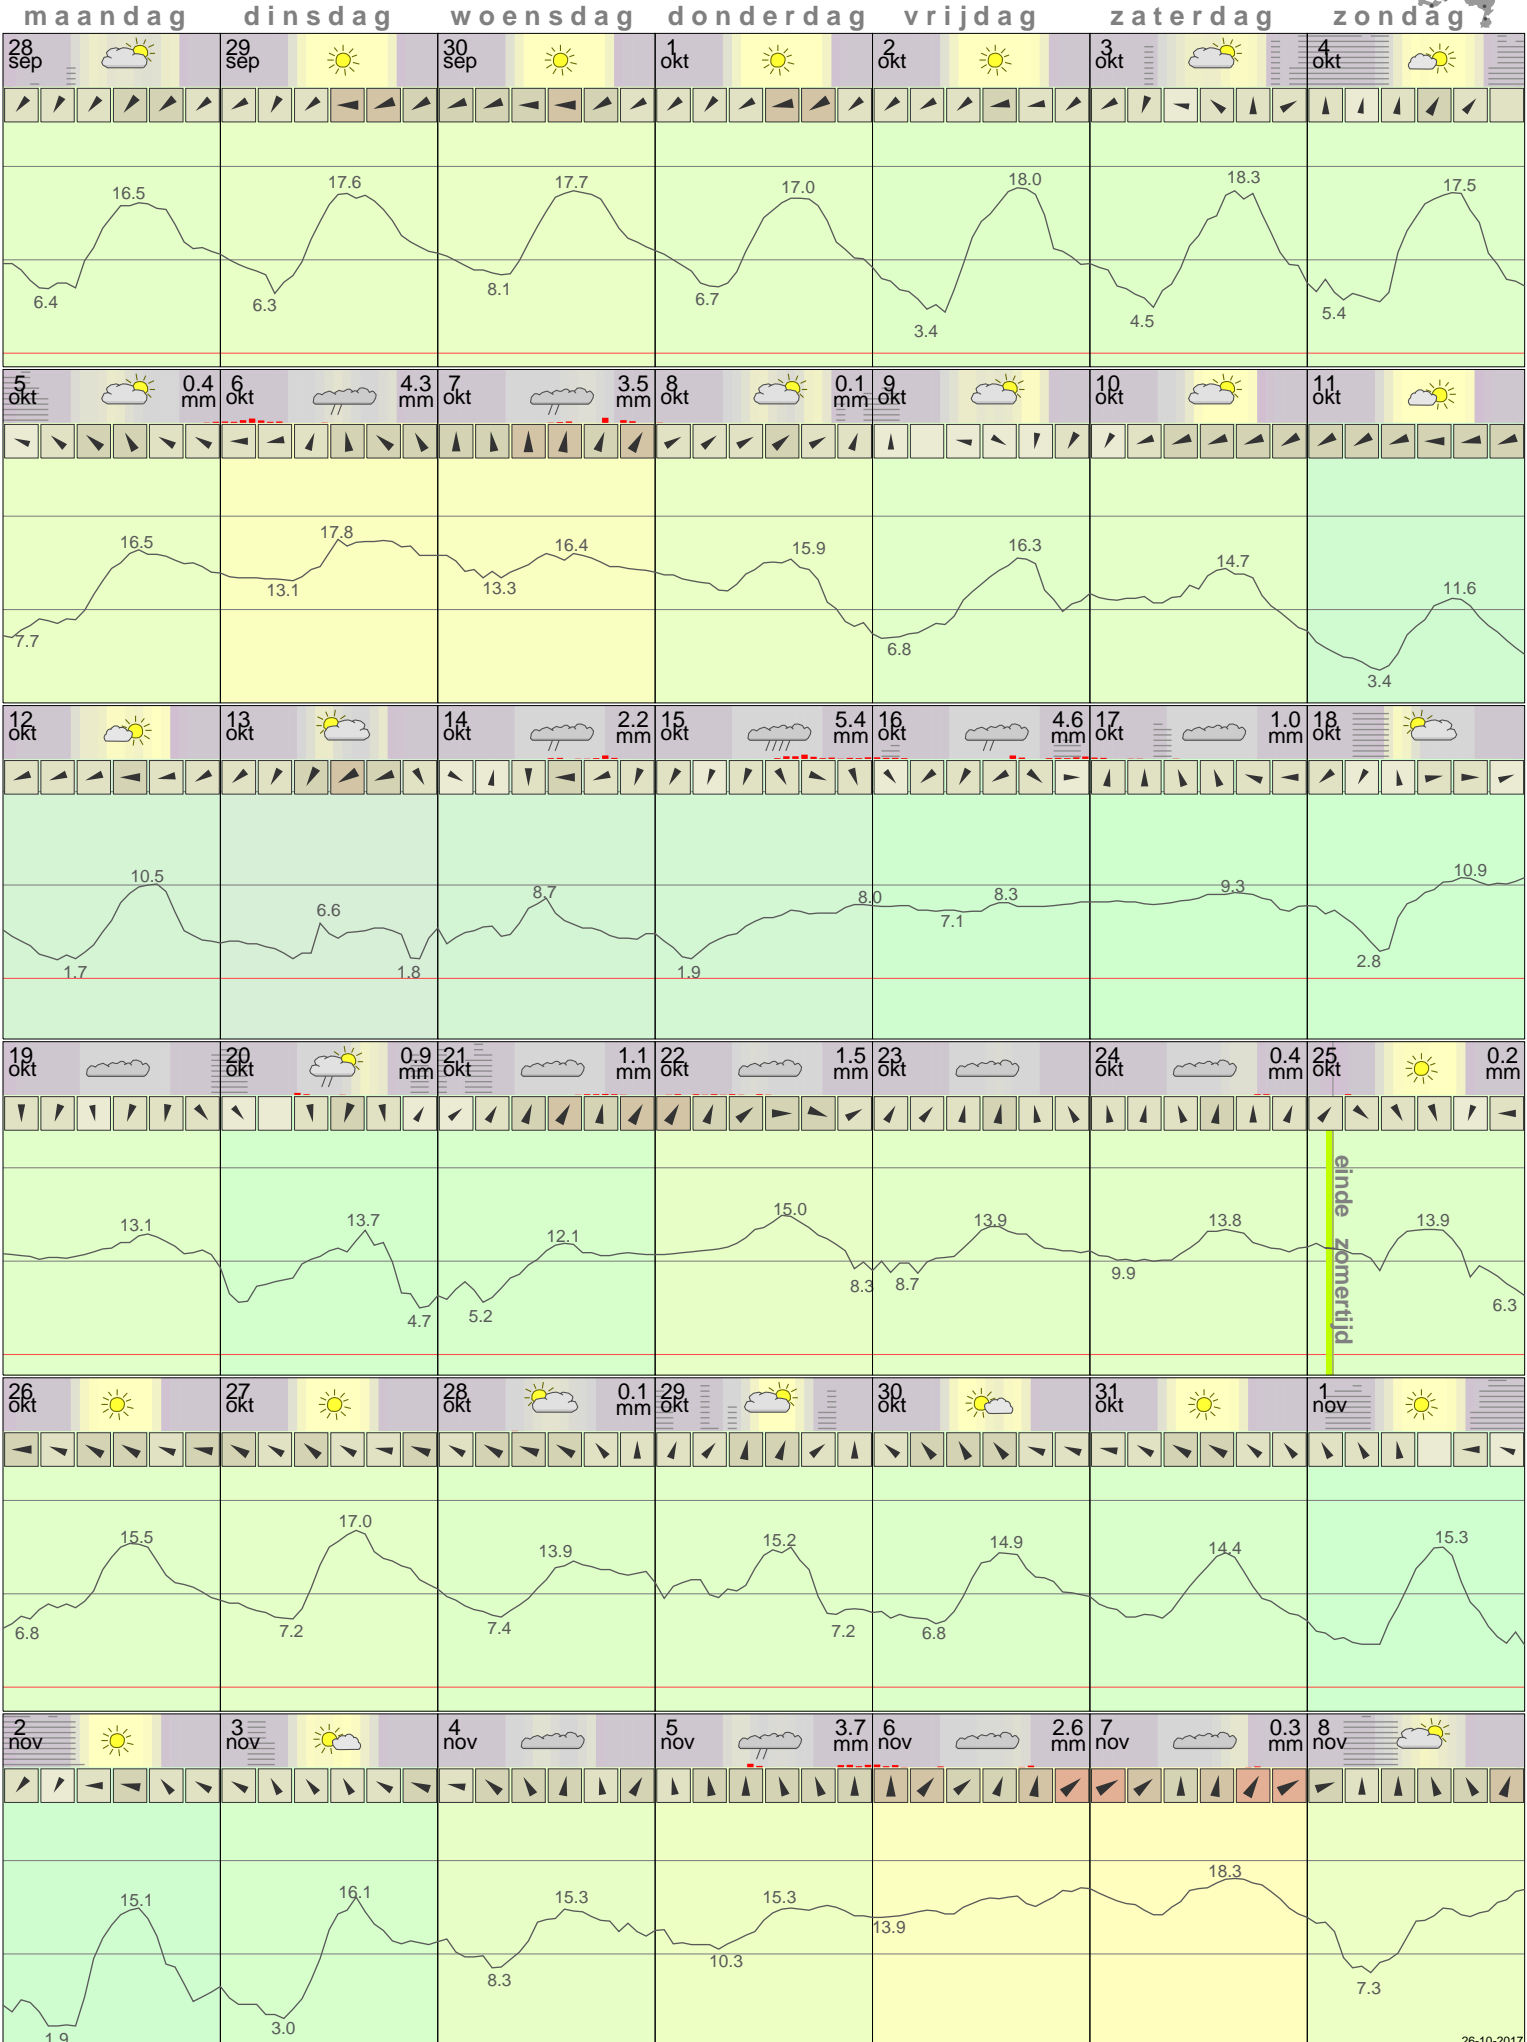 maandag dinsdag woensdag donderdag vrijdag zaterdag zondag
28 sep 29 sep 30 sep 1 okt 2 okt 3 okt 4 okt
16.5 17.6 17.7 17.0 18.0 18.3 17.5
6.4 6.3 8.1 6.7 3.4 4.5 5.4
5 okt 0.4 mm 6 okt 4.3 mm 7 okt 3.5 mm 8 okt 0.1 mm 9 okt 10 okt 11 okt
16.5 17.8 16.4 15.9 16.3 14.7 11.6
7.7 13.1 13.3 6.8 3.4
12 okt 13 okt 14 okt 2.2 mm 15 okt 5.4 mm 16 okt 4.6 mm 17 okt 1.0 mm 18 okt
10.5 6.6 8.7 8.0 8.3 9.3 10.9
1.7 1.8 1.9 7.1 2.8
19 okt 20 okt 0.9 mm 21 okt 1.1 mm 22 okt 1.5 mm 23 okt 24 okt 0.4 mm 25 okt 0.2 mm
einde zomertijd
13.1 13.7 12.1 15.0 13.9 13.8 13.9
4.7 5.2 8.3 8.7 9.9 6.3
26 okt 27 okt 28 okt 0.1 mm 29 okt 30 okt 31 okt 1 nov
15.5 17.0 13.9 15.2 14.9 14.4 15.3
6.8 7.2 7.4 7.2 6.8
2 nov 3 nov 4 nov 5 nov 3.7 mm 6 nov 2.6 mm 7 nov 0.3 mm 8 nov
15.1 16.1 15.3 15.3 18.3
1.9 3.0 8.3 10.3 13.9 7.3
26-10-2017